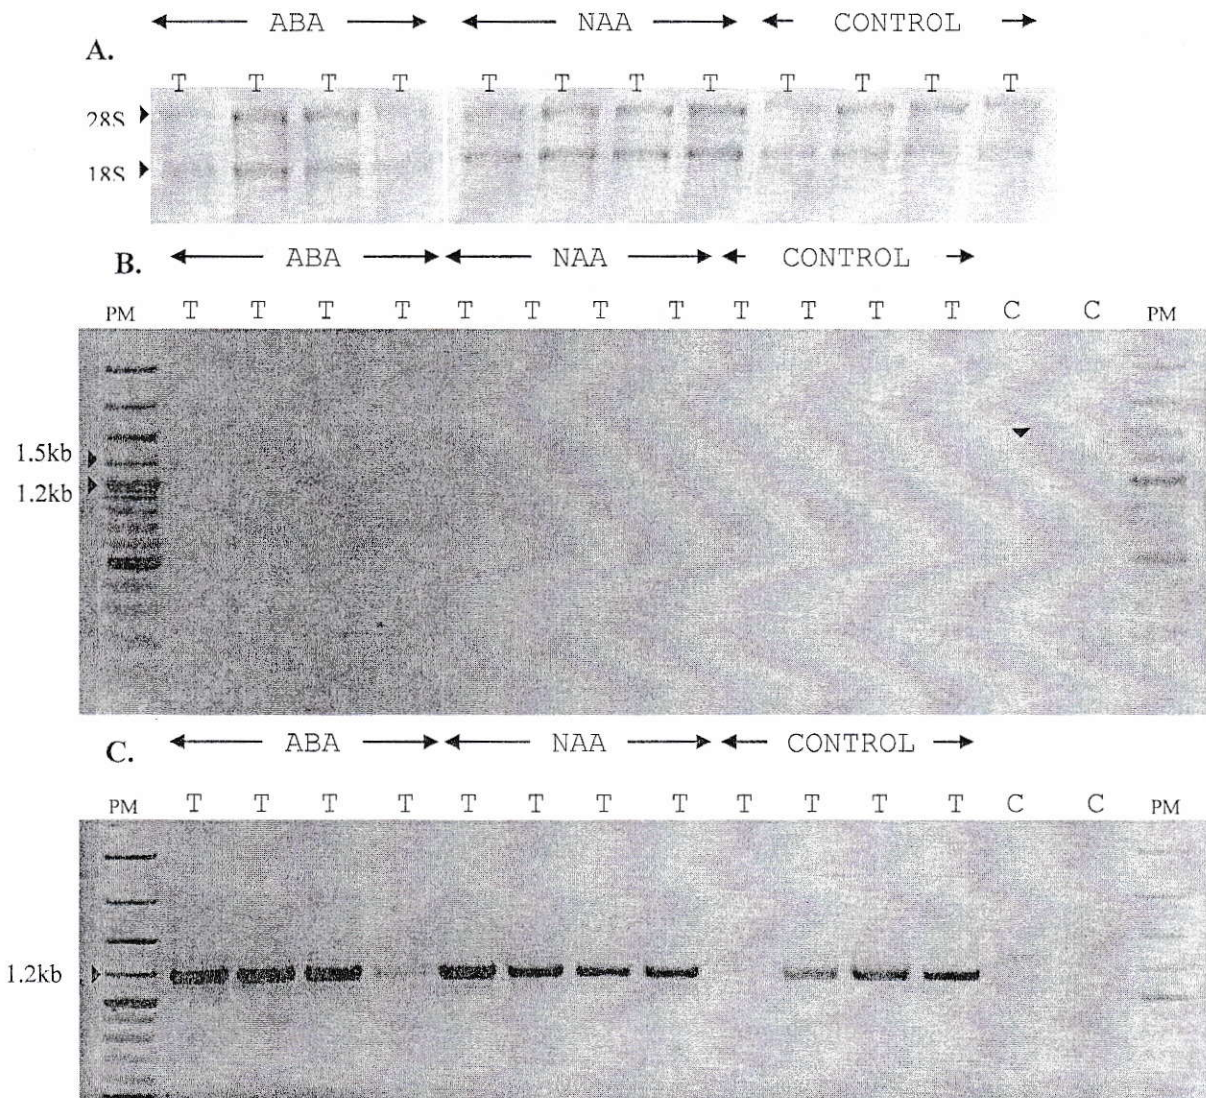 ABA NAA CONTROL
A.
T T T T T T T T T T T T
28S
18S
B. ABA NAA CONTROL
PM T T T T T T T T T T T T C C PM
1.5kb
1.2kb
C. ABA NAA CONTROL
PM T T T T T T T T T T T T C C PM
1.2kb